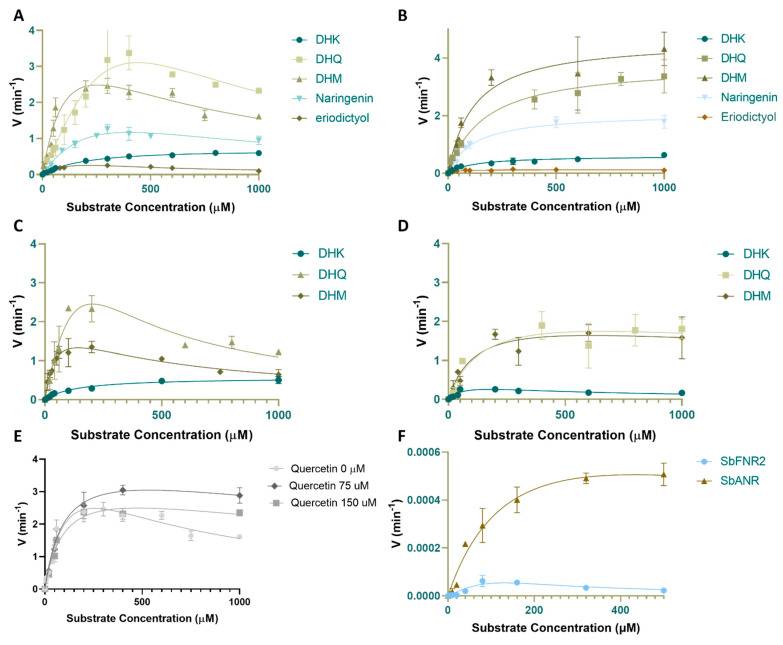 A
V (min⁻¹)
4
3
2
1
0
0
500
1000
Substrate Concentration (μM)
DHK
DHQ
DHM
Naringenin
eriodictyol
B
V (min⁻¹)
4
2
0
0
500
1000
Substrate Concentration (μM)
DHK
DHQ
DHM
Naringenin
Eriodictyol
C
V (min⁻¹)
4
3
2
1
0
0
500
1000
Substrate Concentration (μM)
DHK
DHQ
DHM
D
V (min⁻¹)
4
3
2
1
0
0
500
1000
Substrate Concentration (μM)
DHK
DHQ
DHM
E
V (min⁻¹)
4
3
2
1
0
0
500
1000
Substrate Concentration (μM)
Quercetin 0 μM
Quercetin 75 uM
Quercetin 150 uM
F
V (min⁻¹)
0.0006
0.0004
0.0002
0.0000
200
400
Substrate Concentration (μM)
SbFNR2
SbANR